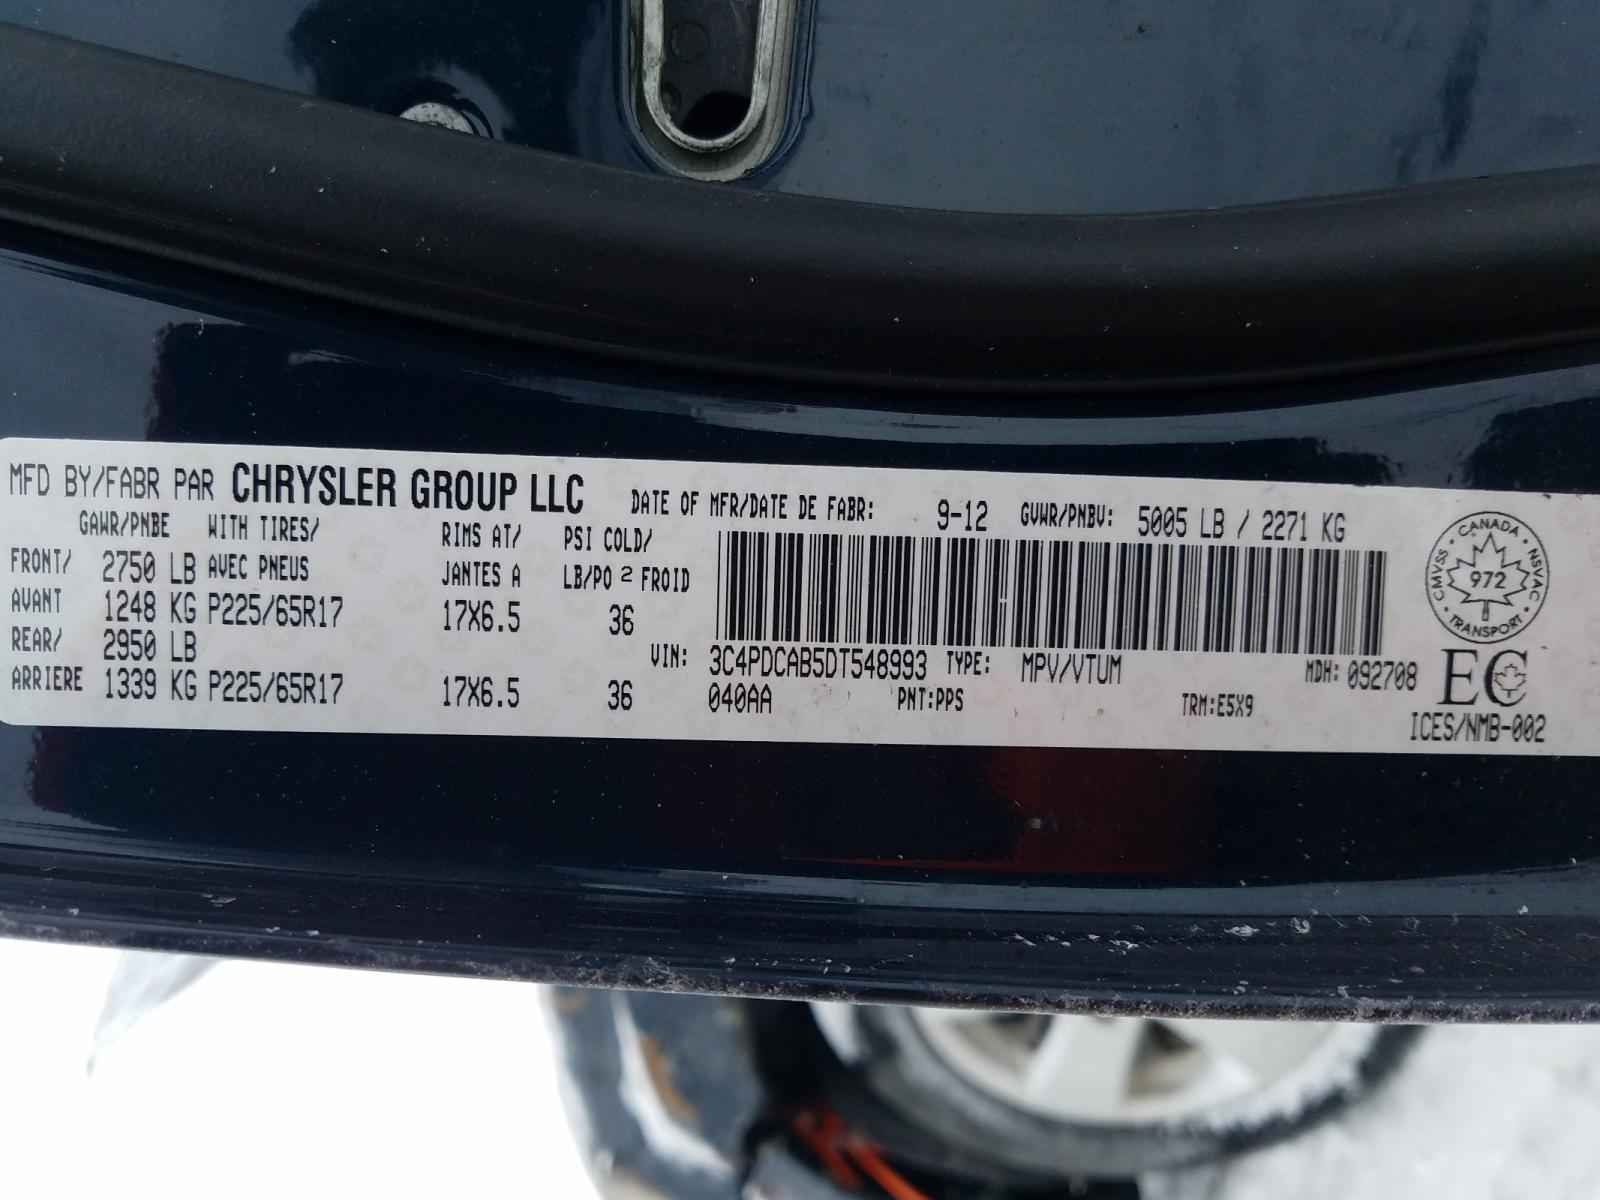 MFD BY/FABR PAR CHRYSLER GROUP LLC DATE OF MFR/DATE DE FABR: 9-12 GVWR/PNBV: 5005 LB / 2271 KG
GAWR/PNBE WITH TIRES/ RIMS AT/ PSI COLD/
FRONT/ 2750 LB AVEC PNEUS JANTES A LB/PO 2 FROID
AVANT 1248 KG P225/65R17 17X6.5 36
REAR/ 2950 LB
VIN: 3C4PDCAB5DT548993 TYPE: MPV/VTUM MDH: 092708
ARRIERE 1339 KG P225/65R17 17X6.5 36 040AA PNT:PPS TRM:E5X9
CANADA
CMVSS 972 NSVAC
TRANSPORT
EC
ICES/NMB-002